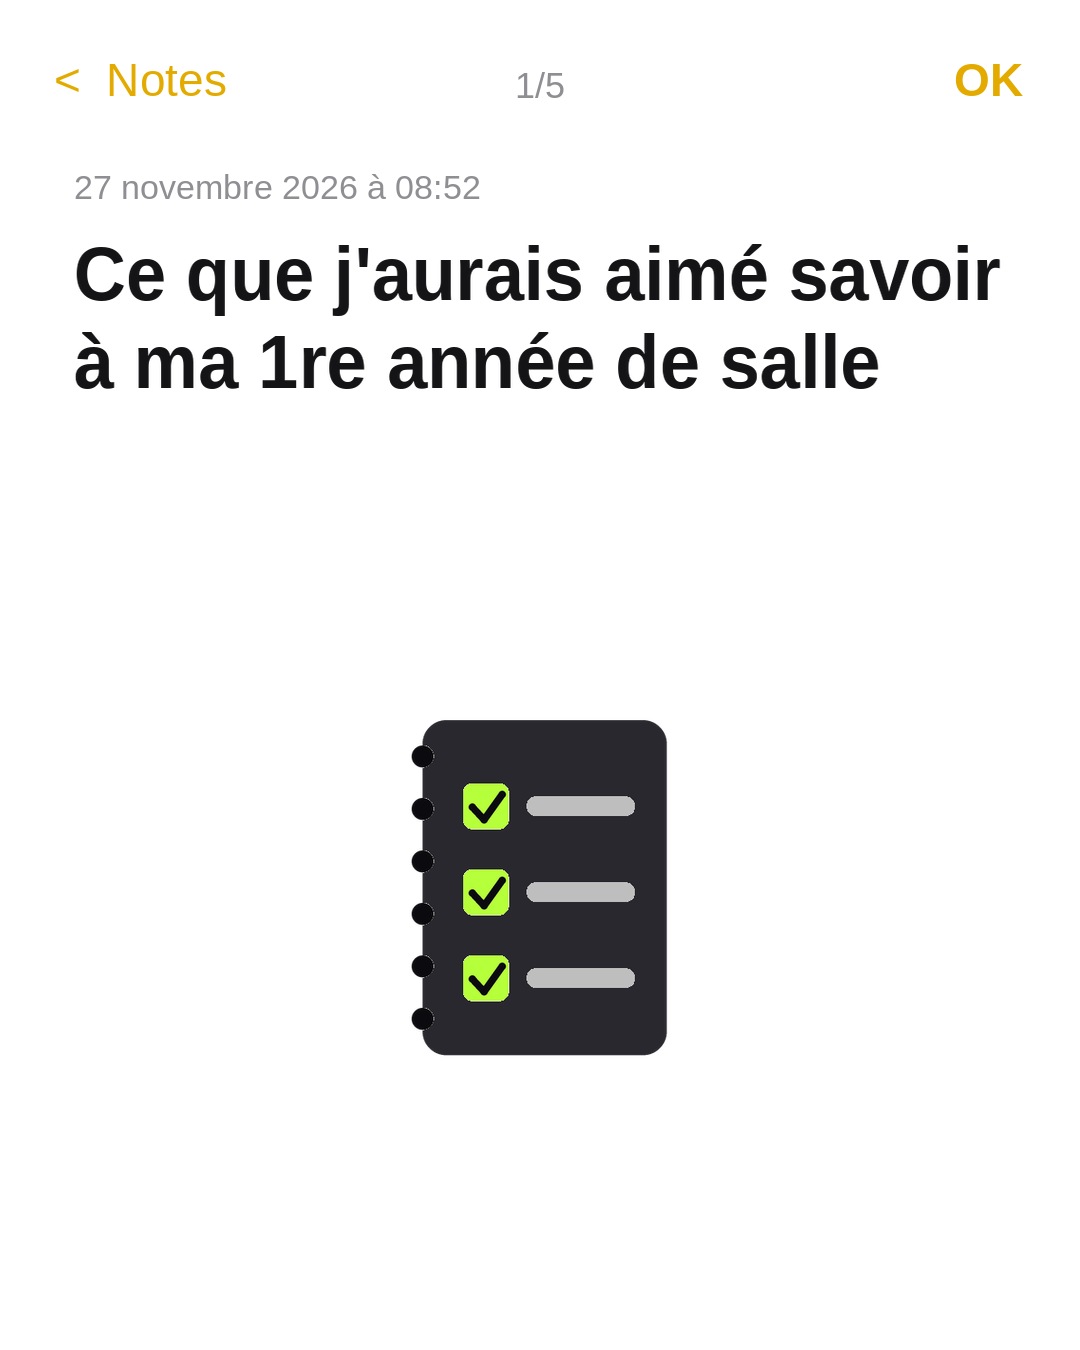 < Notes
1/5
OK
27 novembre 2026 à 08:52
Ce que j'aurais aimé savoir
à ma 1re année de salle